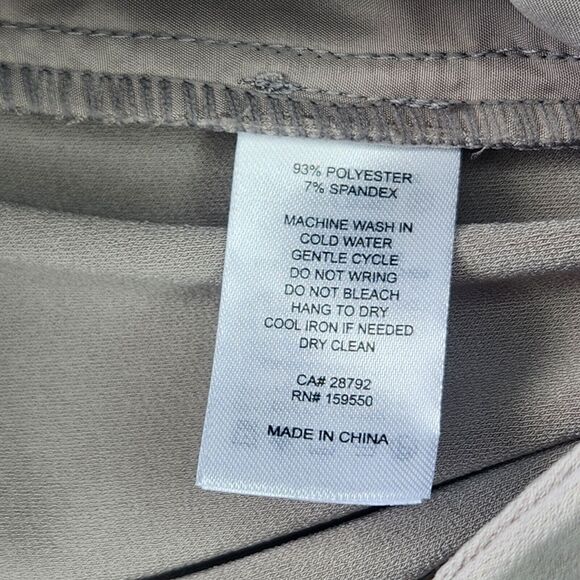 93% POLYESTER
7% SPANDEX
MACHINE WASH IN
COLD WATER
GENTLE CYCLE
DO NOT WRING
DO NOT BLEACH
HANG TO DRY
COOL IRON IF NEEDED
DRY CLEAN
CA# 28792
RN# 159550
MADE IN CHINA